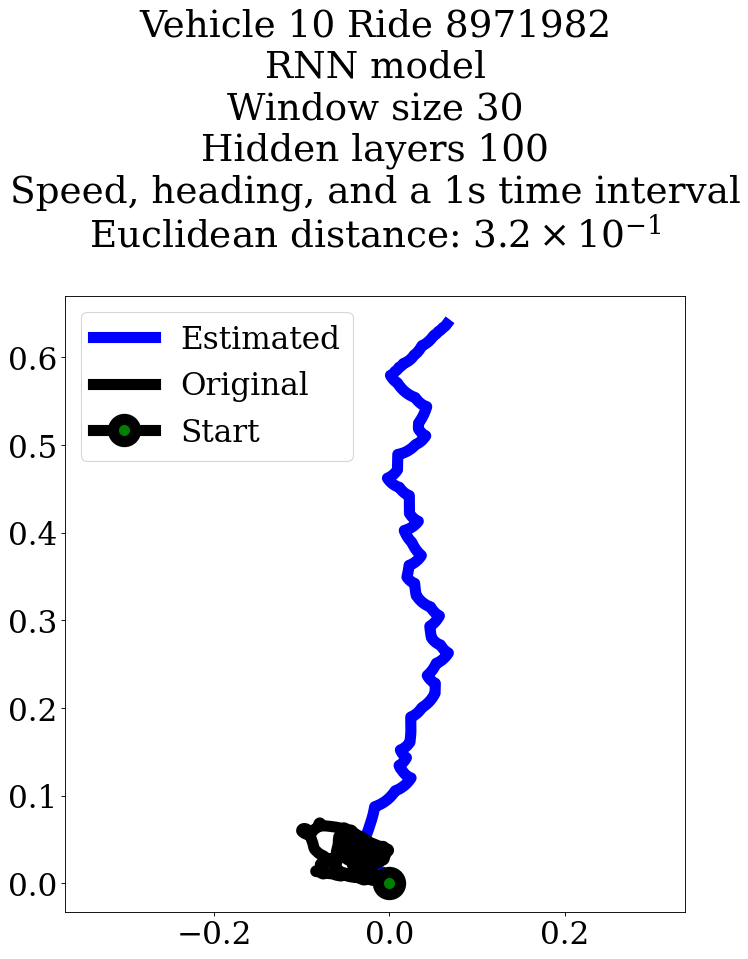 Vehicle 10 Ride 8971982
RNN model
Window size 30
Hidden layers 100
Speed, heading, and a 1s time interval
Euclidean distance: 3.2 × 10⁻¹
Estimated
Original
Start
0.6
0.5
0.4
0.3
0.2
0.1
0.0
−0.2 0.0 0.2